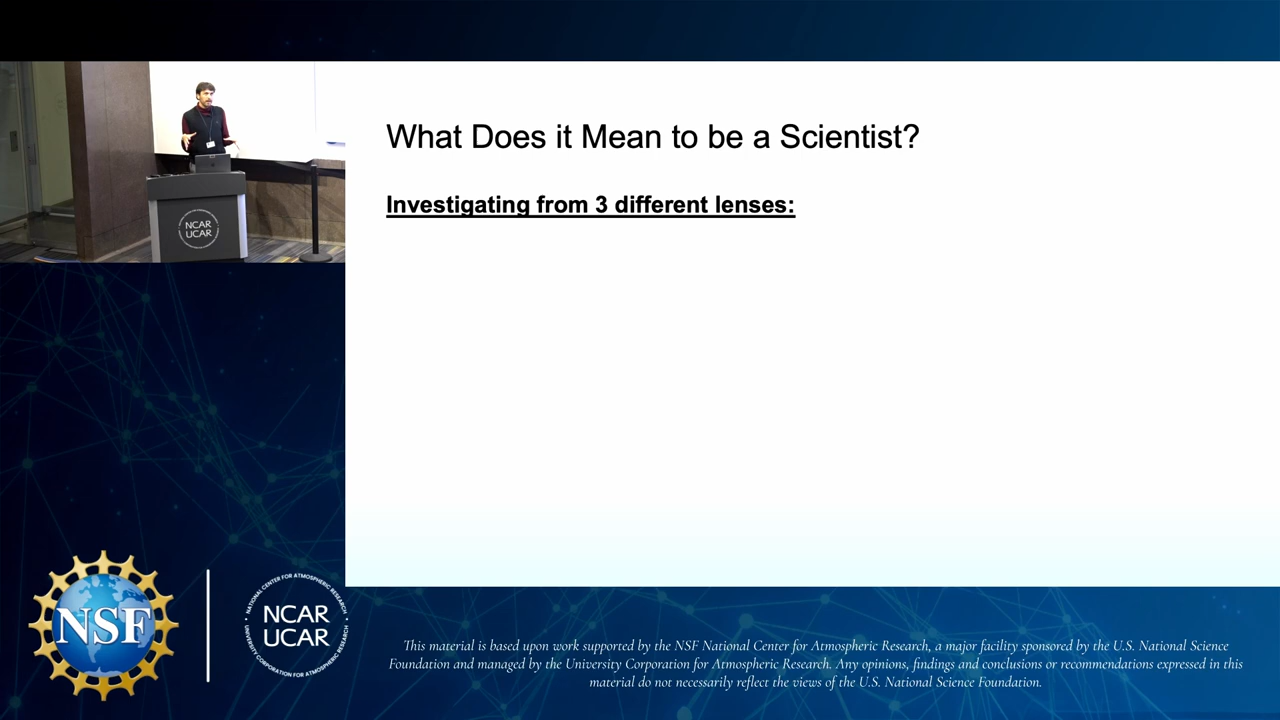 What Does it Mean to be a Scientist?
Investigating from 3 different lenses:
NCAR
UCAR
NSF
NATIONAL CENTER FOR ATMOSPHERIC RESEARCH
NCAR
UCAR
UNIVERSITY CORPORATION FOR ATMOSPHERIC RESEARCH
This material is based upon work supported by the NSF National Center for Atmospheric Research, a major facility sponsored by the U.S. National Science
Foundation and managed by the University Corporation for Atmospheric Research. Any opinions, findings and conclusions or recommendations expressed in this
material do not necessarily reflect the views of the U.S. National Science Foundation.